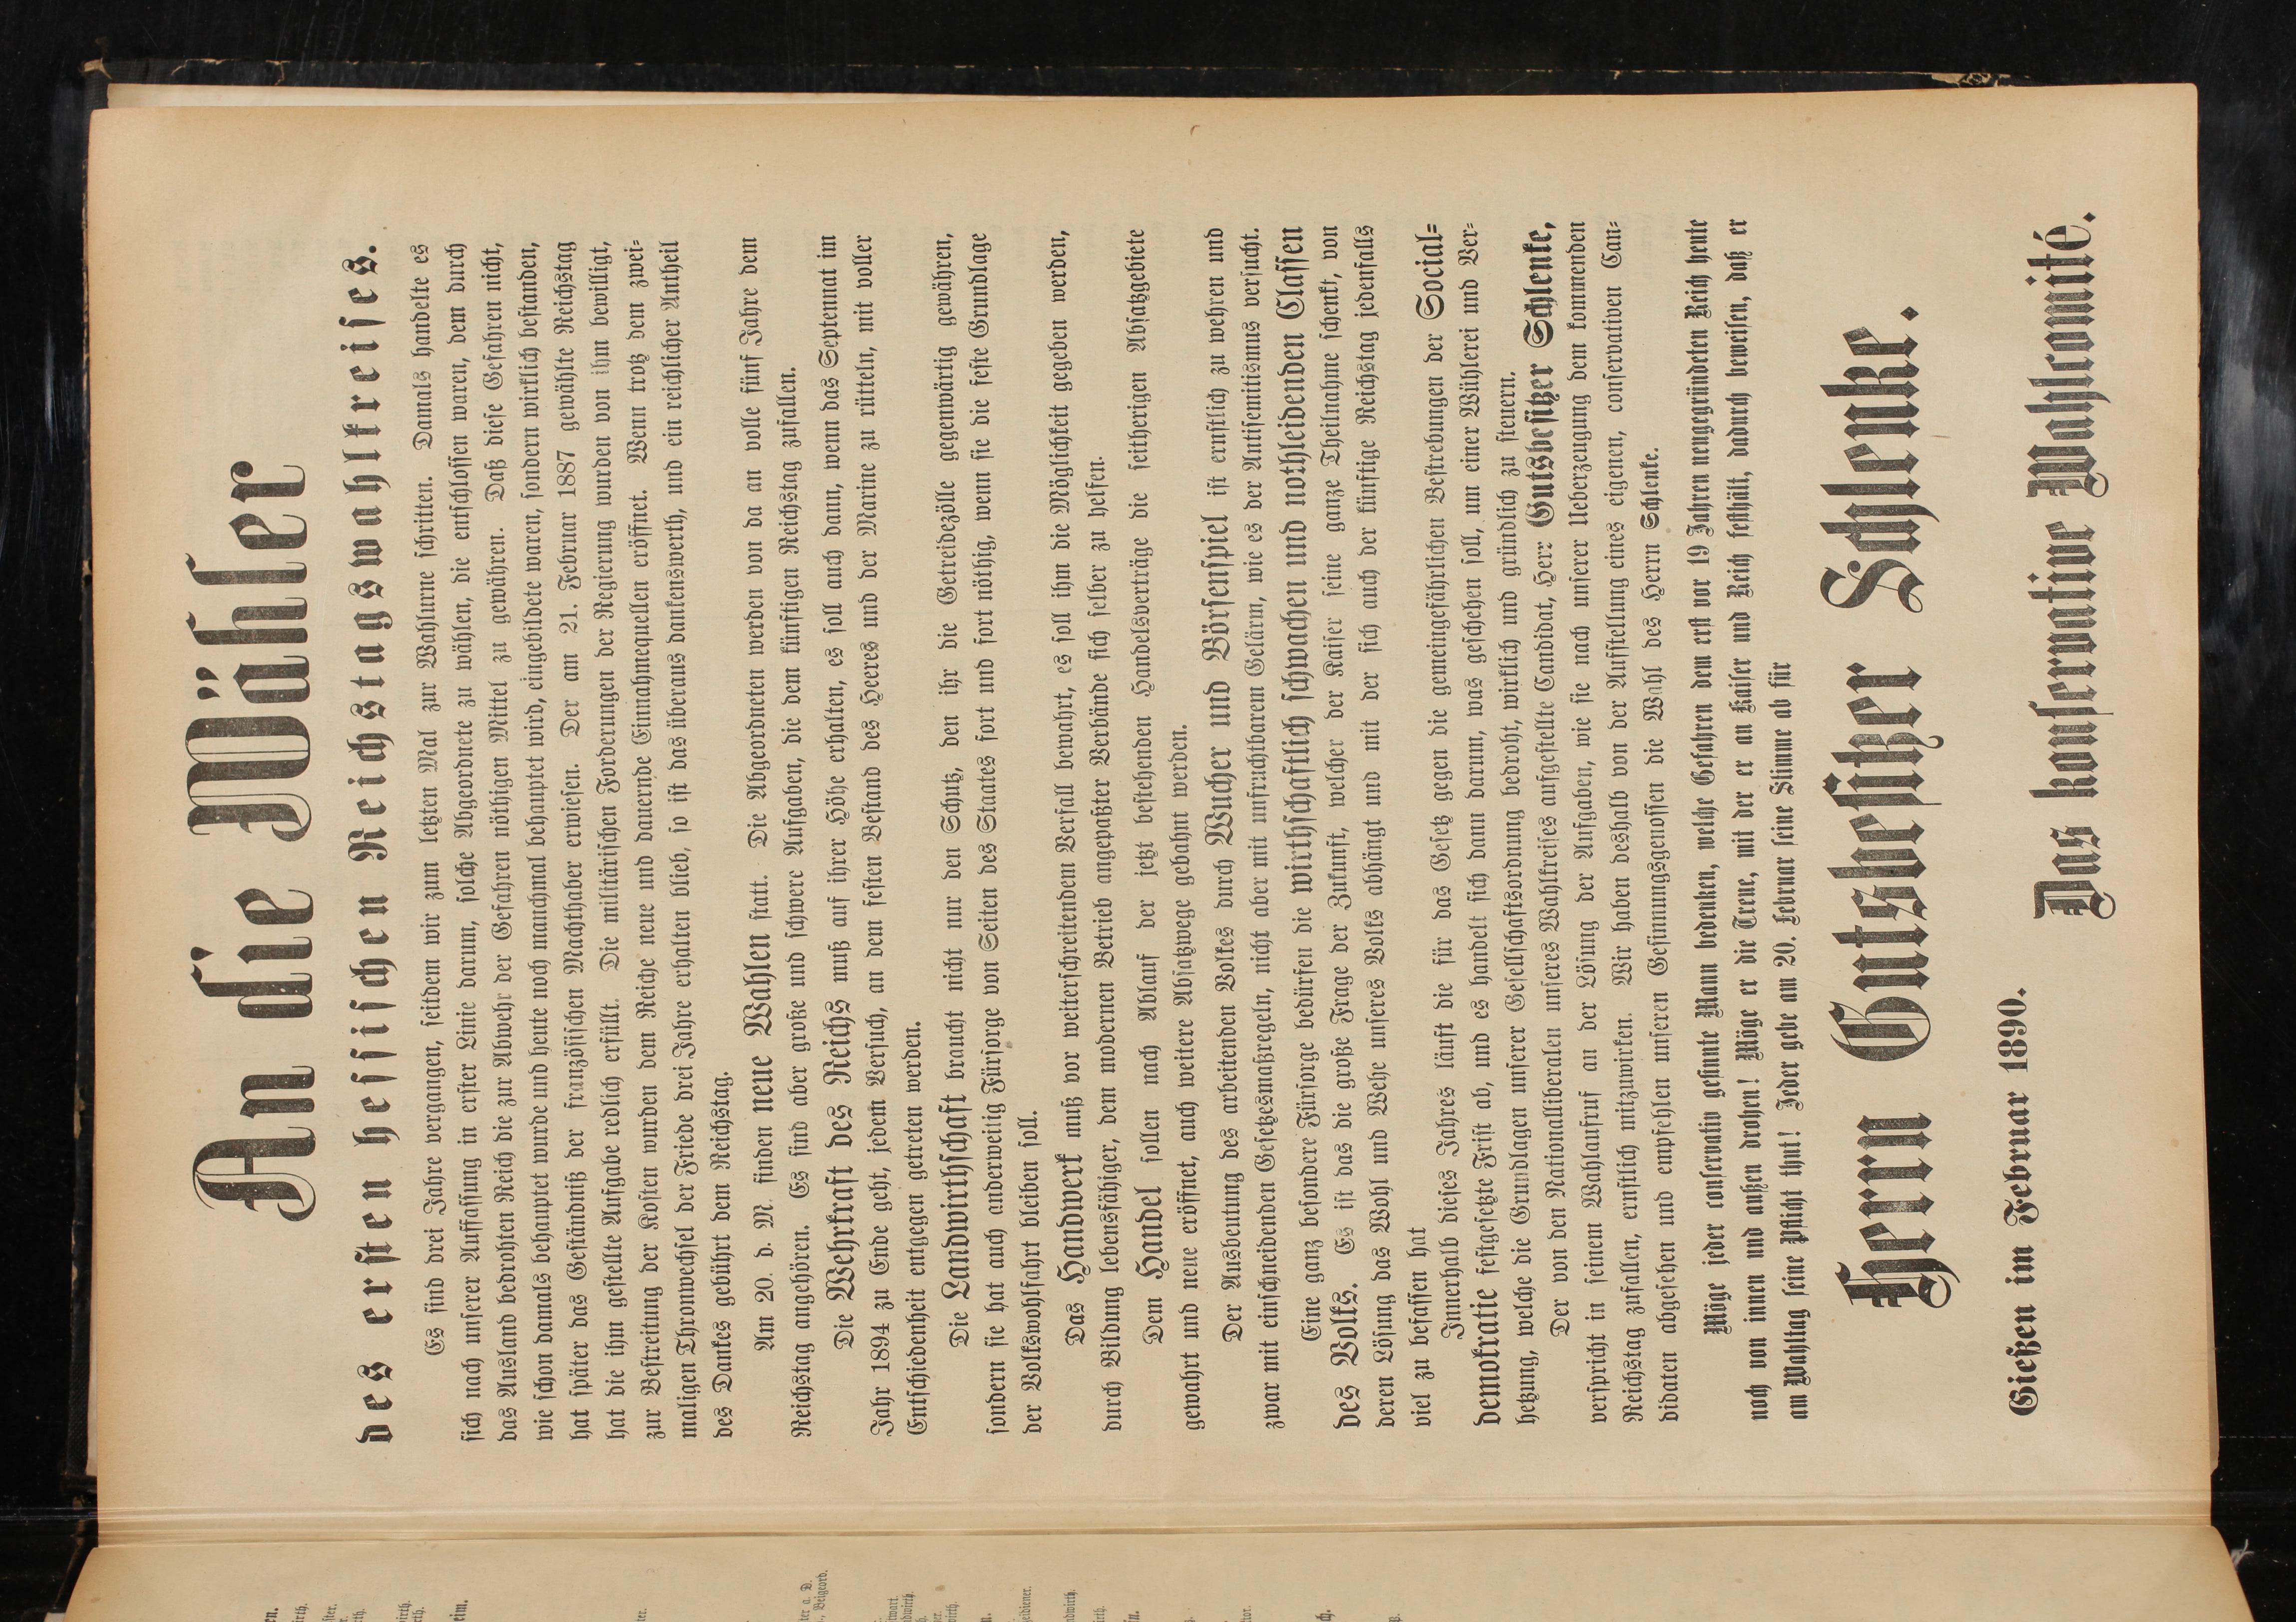 An die Wähler
des ersten hessischen Reichstagswahlkreises.
Es sind drei Jahre vergangen, seitdem wir zum letzten Mal zur Wahlurne schritten. Damals handelte es
sich nach unserer Auffassung in erster Linie darum, solche Abgeordnete zu wählen, die entschlossen waren, dem durch
das Ausland bedrohten Reich die zur Abwehr der Gefahren nöthigen Mittel zu gewähren. Daß diese Gefahren nicht,
wie schon damals behauptet wurde und heute noch manchmal behauptet wird, eingebildete waren, sondern wirklich bestanden,
hat später das Geständniß der französischen Machthaber erwiesen. Der am 21. Februar 1887 gewählte Reichstag
hat die ihm gestellte Aufgabe redlich erfüllt. Die militärischen Forderungen der Regierung wurden von ihm bewilligt,
zur Bestreitung der Kosten wurden dem Reiche neue und dauernde Einnahmequellen eröffnet. Wenn trotz dem zwei-
maligen Thronwechsel der Friede drei Jahre erhalten blieb, so ist das überaus dankenswerth, und ein reichlicher Antheil
des Dankes gebührt dem Reichstag.
Am 20. d. M. finden neue Wahlen statt. Die Abgeordneten werden von da an volle fünf Jahre dem
Reichstag angehören. Es sind aber große und schwere Aufgaben, die dem künftigen Reichstag zufallen.
Die Wehrkraft des Reichs muß auf ihrer Höhe erhalten, es soll auch dann, wenn das Septennat im
Jahr 1894 zu Ende geht, jedem Versuch, an dem festen Bestand des Heeres und der Marine zu rütteln, mit voller
Entschiedenheit entgegen getreten werden.
Die Landwirthschaft braucht nicht nur den Schutz, den ihr die Getreidezölle gegenwärtig gewähren,
sondern sie hat auch anderweitig Fürsorge von Seiten des Staates fort und fort nöthig, wenn sie die feste Grundlage
der Volkswohlfahrt bleiben soll.
Das Handwerk muß vor weiterschreitendem Verfall bewahrt, es soll ihm die Möglichkeit gegeben werden,
durch Bildung lebensfähiger, dem modernen Betrieb angepaßter Verbände sich selber zu helfen.
Dem Handel sollen nach Ablauf der jetzt bestehenden Handelsverträge die seitherigen Absatzgebiete
gewahrt und neue eröffnet, auch weitere Absatzwege gebahnt werden.
Der Ausbeutung des arbeitenden Volkes durch Wucher und Börsenspiel ist ernstlich zu wehren und
zwar mit einschneidenden Gesetzesmaßregeln, nicht aber mit unfruchtbarem Gelärm, wie es der Antisemitismus versucht.
Eine ganz besondere Fürsorge bedürfen die wirthschaftlich schwachen und nothleidenden Classen
des Volks. Es ist das die große Frage der Zukunft, welcher der Kaiser seine ganze Theilnahme schenkt, von
deren Lösung das Wohl und Wehe unseres Volks abhängt und mit der sich auch der künftige Reichstag jedenfalls
viel zu befassen hat
Innerhalb dieses Jahres läuft die für das Gesetz gegen die gemeingefährlichen Bestrebungen der Social-
demokratie festgesetzte Frist ab, und es handelt sich dann darum, was geschehen soll, um einer Wühlerei und Ver-
hetzung, welche die Grundlagen unserer Gesellschaftsordnung bedroht, wirklich und gründlich zu steuern.
Der von den Nationalliberalen unseres Wahlkreises aufgestellte Candidat, Herr Gutsbesitzer Schlenke,
verspricht in seinem Wahlaufruf an der Lösung der Aufgaben, wie sie nach unserer Ueberzeugung dem kommenden
Reichstag zufallen, ernstlich mitzuwirken. Wir haben deshalb von der Aufstellung eines eigenen, conservativen Can-
didaten abgesehen und empfehlen unseren Gesinnungsgenossen die Wahl des Herrn Schlenke.
Möge jeder conservativ gesinnte Mann bedenken, welche Gefahren dem erst vor 19 Jahren neugegründeten Reich heute
noch von innen und außen drohen! Möge er die Treue, mit der er an Kaiser und Reich festhält, dadurch beweisen, daß er
am Wahltag seine Pflicht thut! Jeder gebe am 20. Februar seine Stimme ab für
Herrn Gutsbesitzer Schlenke.
Gießen im Februar 1890.
Das konservative Wahlcomité.